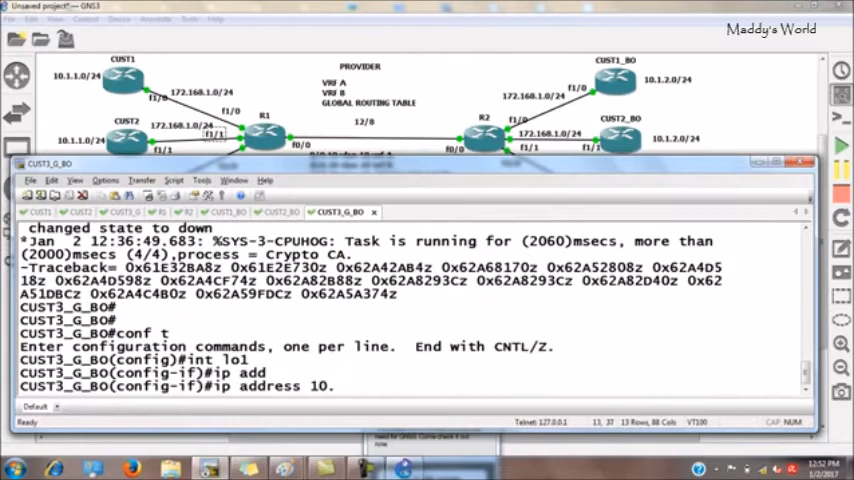 Unsaved project* — GNS3
Maddy's World
CUST1
PROVIDER
CUST1_BO
10.1.1.0/24
172.168.1.0/24
VRF A
f1/0
10.1.2.0/24
f1/0
VRF B
172.168.1.0/24
CUST2
f1/0
R1
GLOBAL ROUTING TABLE
R2
f1/0
CUST2_BO
172.168.1.0/24
12/8
172.168.1.0/24
10.1.1.0/24
f1/1
f1/1
f0/0
f0/0
f1/1
f1/1
10.1.2.0/24
CUST3_G_BO
File Edit View Options Transfer Script Tools Window Help
CUST1 CUST2 CUST3_G R1 R2 CUST1_BO CUST2_BO CUST3_G_BO
changed state to down
*Jan  2 12:36:49.683: %SYS-3-CPUHOG: Task is running for (2060)msecs, more than
(2000)msecs (4/4),process = Crypto CA.
-Traceback= 0x61E32BA8z 0x61E2E730z 0x62A42AB4z 0x62A68170z 0x62A52808z 0x62A4D5
18z 0x62A4D598z 0x62A4CF74z 0x62A82B88z 0x62A8293Cz 0x62A8293Cz 0x62A82D40z 0x62
A51DBCz 0x62A4C4B0z 0x62A59FDCz 0x62A5A374z
CUST3_G_BO#
CUST3_G_BO#
CUST3_G_BO#conf t
Enter configuration commands, one per line.  End with CNTL/Z.
CUST3_G_BO(config)#int lo1
CUST3_G_BO(config-if)#ip add
CUST3_G_BO(config-if)#ip address 10.
Default
Ready
Telnet: 127.0.0.1
13, 37
13 Rows, 88 Cols
VT100
CAP NUM
need for GNS3. Come check it out
now.
12:52 PM
1/2/2017